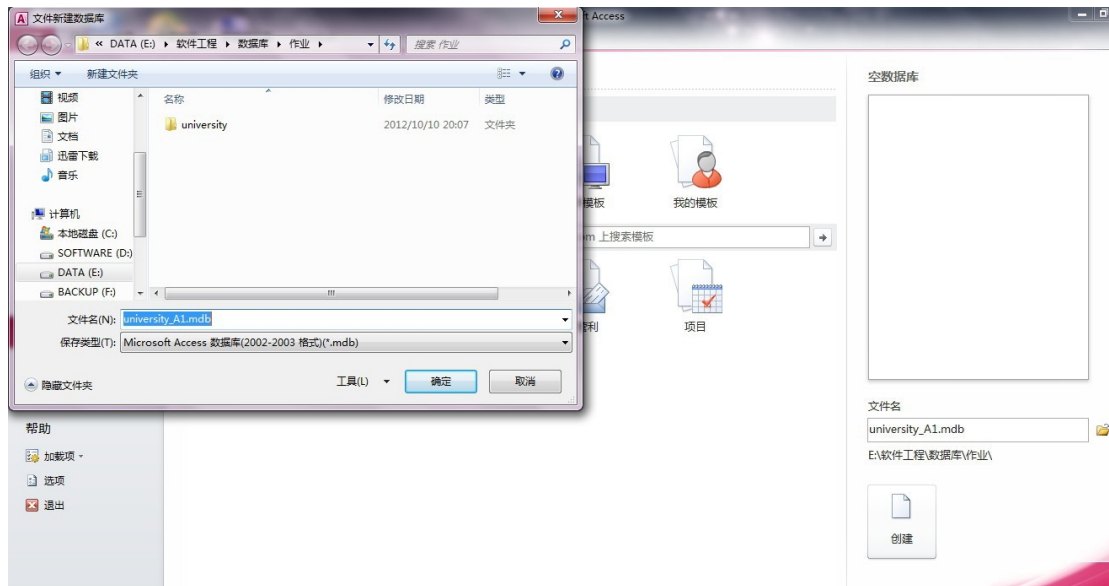 文件新建数据库
t Access
« DATA (E:) ▸ 软件工程 ▸ 数据库 ▸ 作业 ▸
搜索 作业
组织
新建文件夹
视频
图片
文档
迅雷下载
音乐
计算机
本地磁盘 (C:)
SOFTWARE (D:)
DATA (E:)
BACKUP (F:)
名称
修改日期
类型
university
2012/10/10 20:07
文件夹
文件名(N):
university_A1.mdb
保存类型(T):
Microsoft Access 数据库(2002-2003 格式)(*.mdb)
隐藏文件夹
工具(L)
确定
取消
模板
我的模板
om 上搜索模板
项目
帮助
加载项
选项
退出
空数据库
文件名
university_A1.mdb
E:\软件工程\数据库\作业\
创建